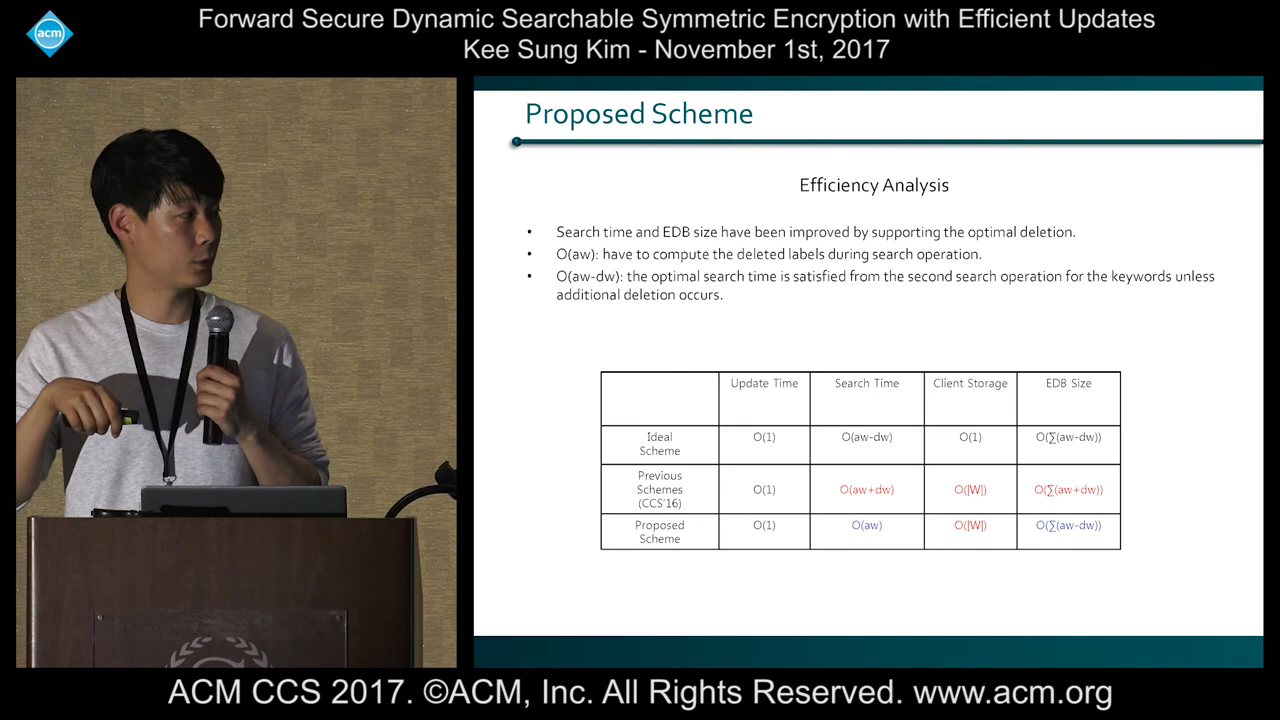 acm
Forward Secure Dynamic Searchable Symmetric Encryption with Efficient Updates
Kee Sung Kim - November 1st, 2017
Proposed Scheme
Efficiency Analysis
• Search time and EDB size have been improved by supporting the optimal deletion.
• O(aw): have to compute the deleted labels during search operation.
• O(aw-dw): the optimal search time is satisfied from the second search operation for the keywords unless
additional deletion occurs.
Update Time Search Time Client Storage EDB Size
Ideal
Scheme
O(1) O(aw-dw) O(1) O(∑(aw-dw))
Previous
Schemes
(CCS'16)
O(1) O(aw+dw) O(|W|) O(∑(aw+dw))
Proposed
Scheme
O(1) O(aw) O(|W|) O(∑(aw-dw))
ACM CCS 2017. ©ACM, Inc. All Rights Reserved. www.acm.org